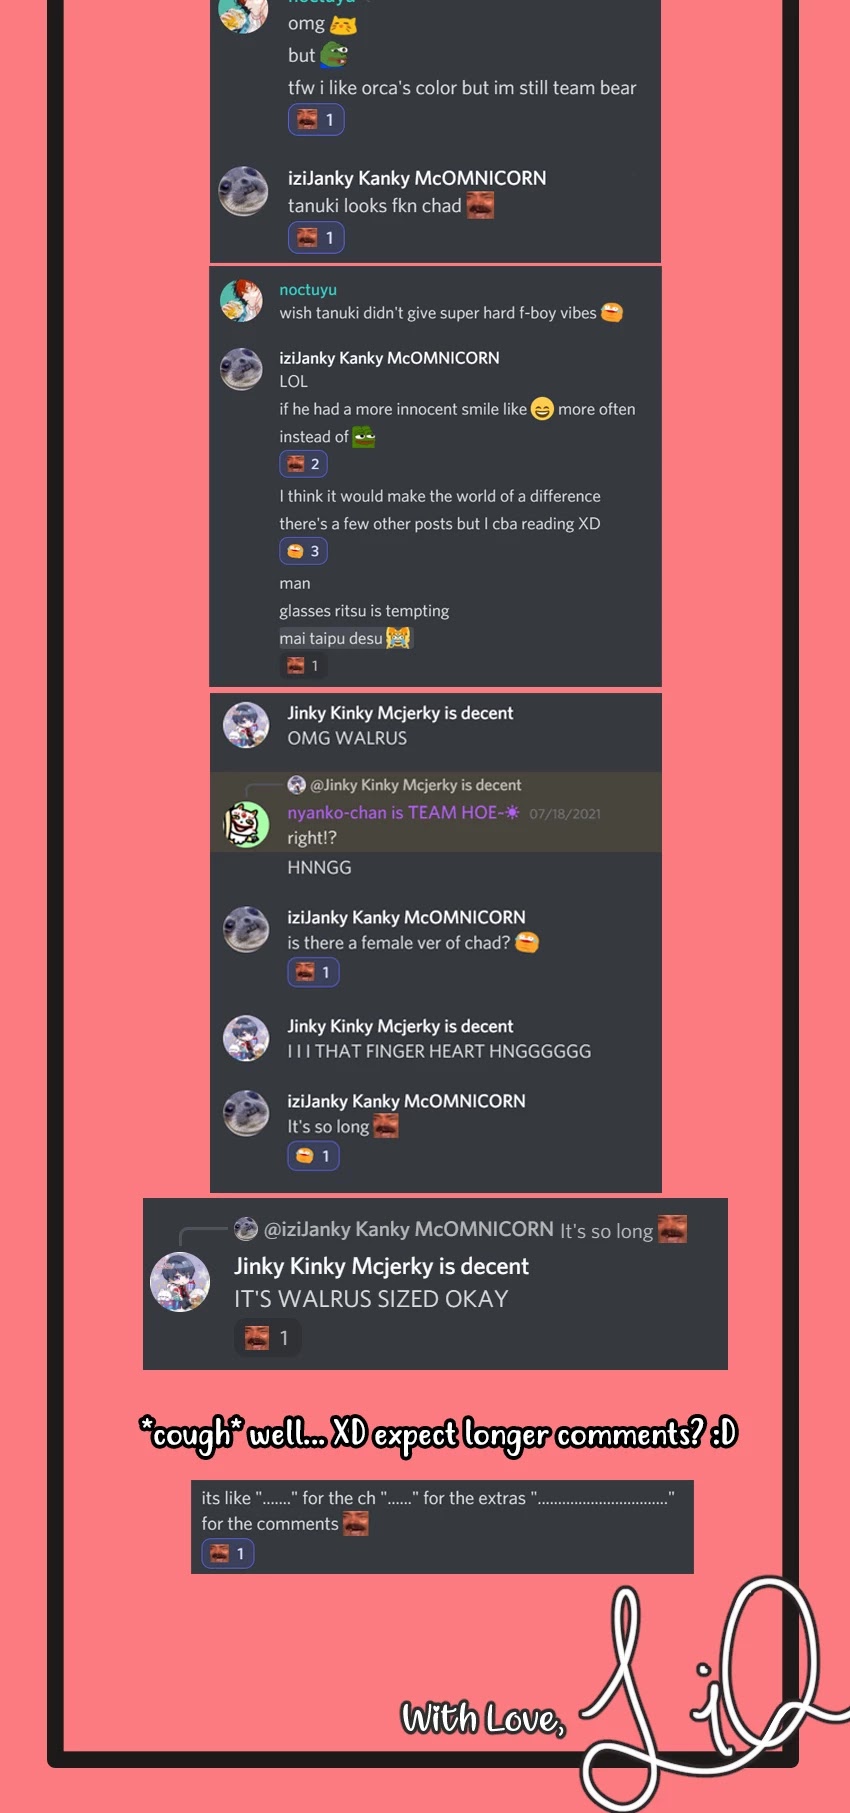 noctuyu
omg
but
tfw i like orca's color but im still team bear
1
iziJanky Kanky McOMNICORN
tanuki looks fkn chad
1
noctuyu
wish tanuki didn't give super hard f-boy vibes
iziJanky Kanky McOMNICORN
LOL
if he had a more innocent smile like more often
instead of
2
I think it would make the world of a difference
there's a few other posts but I cba reading XD
3
man
glasses ritsu is tempting
mai taipu desu
1
Jinky Kinky Mcjerky is decent
OMG WALRUS
@Jinky Kinky Mcjerky is decent
nyanko-chan is TEAM HOE-☀ 07/18/2021
right!?
HNNGG
iziJanky Kanky McOMNICORN
is there a female ver of chad?
1
Jinky Kinky Mcjerky is decent
I I I THAT FINGER HEART HNGGGGGG
iziJanky Kanky McOMNICORN
It's so long
1
@iziJanky Kanky McOMNICORN It's so long
Jinky Kinky Mcjerky is decent
IT'S WALRUS SIZED OKAY
1
*cough* well... XD expect longer comments? :D
its like "......." for the ch "......" for the extras "................................"
for the comments
1
With Love,